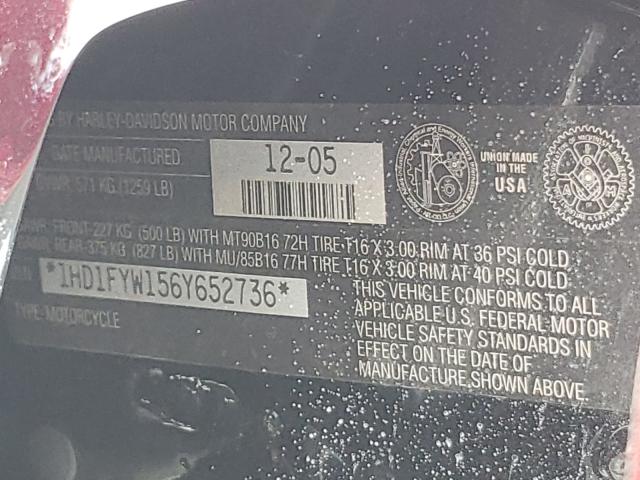 BY HARLEY-DAVIDSON MOTOR COMPANY
DATE MANUFACTURED 12-05
GVWR: 571 KG (1259 LB)
UNION MADE
IN THE
USA
GAWR: FRONT-227 KG (500 LB) WITH MT90B16 72H TIRE T16 X 3.00 RIM AT 36 PSI COLD
GAWR: REAR-375 KG (827 LB) WITH MU/85B16 77H TIRE T16 X 3.00 RIM AT 40 PSI COLD
*1HD1FYW156Y652736*
TYPE: MOTORCYCLE
THIS VEHICLE CONFORMS TO ALL
APPLICABLE U.S. FEDERAL MOTOR
VEHICLE SAFETY STANDARDS IN
EFFECT ON THE DATE OF
MANUFACTURE SHOWN ABOVE.